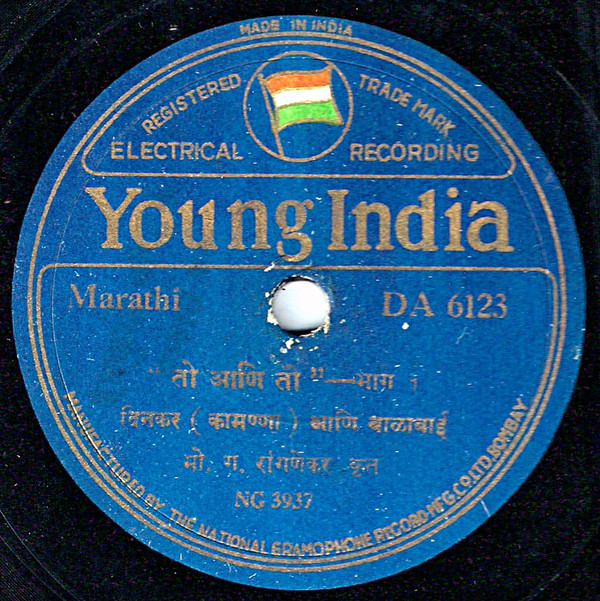 MADE IN INDIA
REGISTERED TRADE MARK
ELECTRICAL RECORDING
Young India
Marathi DA 6123
" तो आणि ती " — भाग १
दिनकर ( कामण्णा ) आणि बाळाबाई
मो. ग. रांगणेकर कृत
NG 3937
MANUFACTURED BY THE NATIONAL GRAMOPHONE RECORD MFG. CO. LTD. BOMBAY